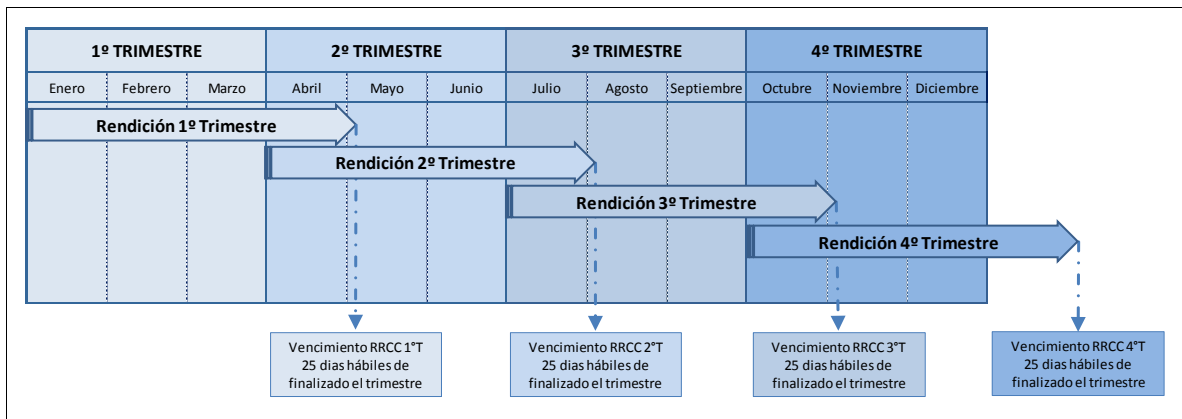 1º TRIMESTRE 2º TRIMESTRE 3º TRIMESTRE 4º TRIMESTRE
Enero Febrero Marzo Abril Mayo Junio Julio Agosto Septiembre Octubre Noviembre Diciembre
Rendición 1º Trimestre
Rendición 2º Trimestre
Rendición 3º Trimestre
Rendición 4º Trimestre
Vencimiento RRCC 1°T
25 dias hábiles de
finalizado el trimestre
Vencimiento RRCC 2°T
25 dias hábiles de
finalizado el trimestre
Vencimiento RRCC 3°T
25 dias hábiles de
finalizado el trimestre
Vencimiento RRCC 4°T
25 dias hábiles de
finalizado el trimestre